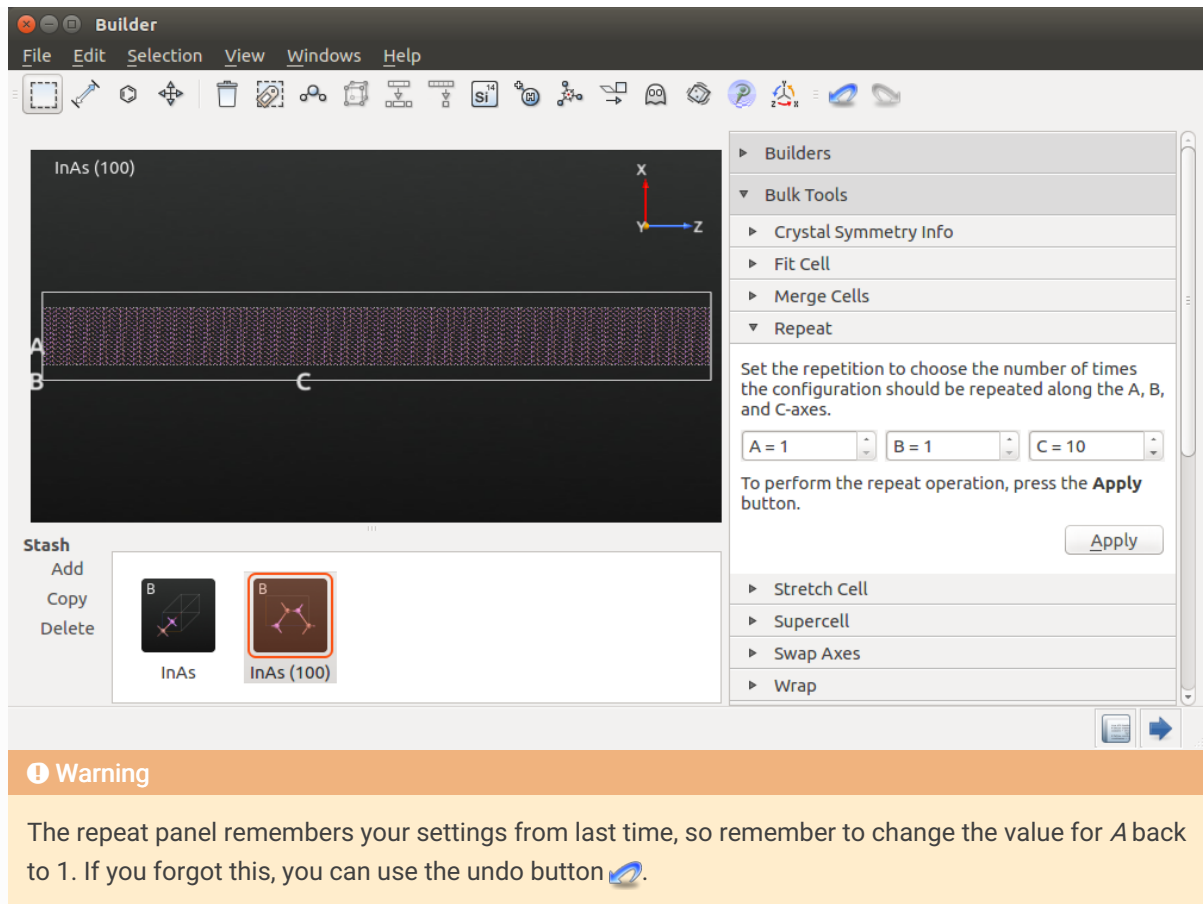 Builder
File Edit Selection View Windows Help
Si 14
H
P
Y
Z X
InAs (100)
X
Y Z
A
B
C
Builders
Bulk Tools
Crystal Symmetry Info
Fit Cell
Merge Cells
Repeat
Set the repetition to choose the number of times
the configuration should be repeated along the A, B,
and C-axes.
A = 1 B = 1 C = 10
To perform the repeat operation, press the Apply
button.
Apply
Stretch Cell
Supercell
Swap Axes
Wrap
Stash
Add
Copy
Delete
B
InAs
B
InAs (100)
Warning
The repeat panel remembers your settings from last time, so remember to change the value for A back
to 1. If you forgot this, you can use the undo button .